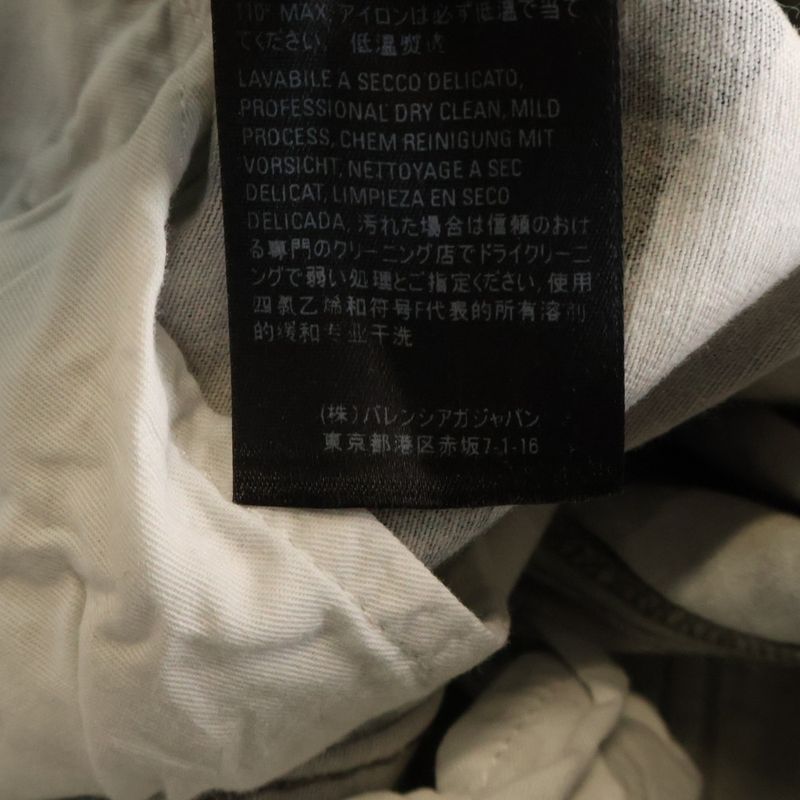 110° MAX, アイロンは必ず低温で当て
てください, 低温熨烫
LAVABILE A SECCO DELICATO,
PROFESSIONAL DRY CLEAN, MILD
PROCESS, CHEM REINIGUNG MIT
VORSICHT, NETTOYAGE A SEC
DELICAT, LIMPIEZA EN SECO
DELICADA, 汚れた場合は信頼のおけ
る専門のクリーニング店でドライクリーニ
ングで弱い処理とご指定ください, 使用
四氯乙烯和符号F代表的所有溶剂
的缓和专业干洗
(株)バレンシアガジャパン
東京都港区赤坂7-1-16